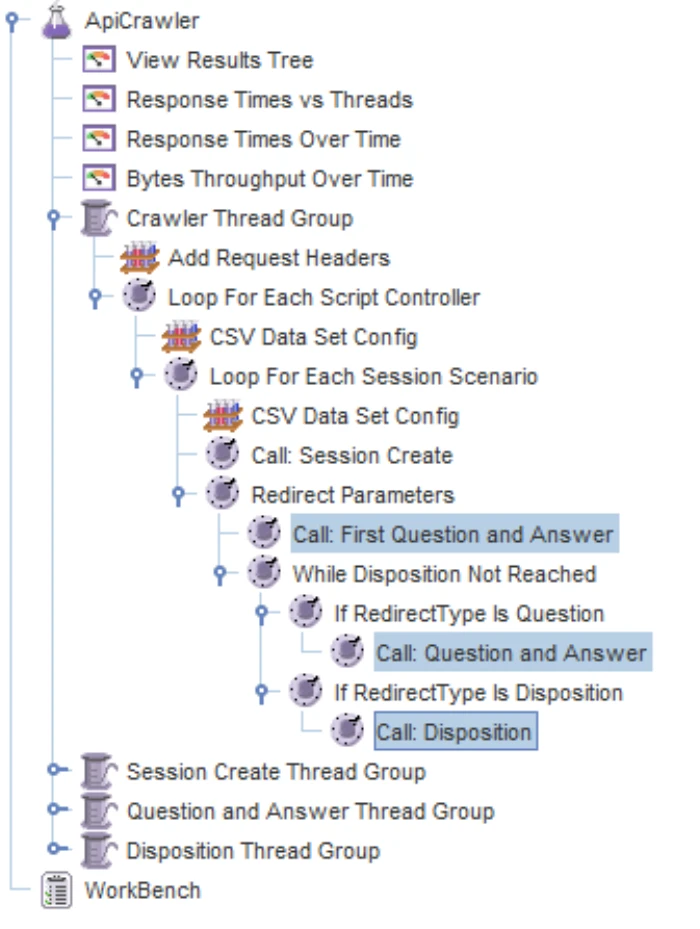 ApiCrawler
View Results Tree
Response Times vs Threads
Response Times Over Time
Bytes Throughput Over Time
Crawler Thread Group
Add Request Headers
Loop For Each Script Controller
CSV Data Set Config
Loop For Each Session Scenario
CSV Data Set Config
Call: Session Create
Redirect Parameters
Call: First Question and Answer
While Disposition Not Reached
If RedirectType Is Question
Call: Question and Answer
If RedirectType Is Disposition
Call: Disposition
Session Create Thread Group
Question and Answer Thread Group
Disposition Thread Group
WorkBench